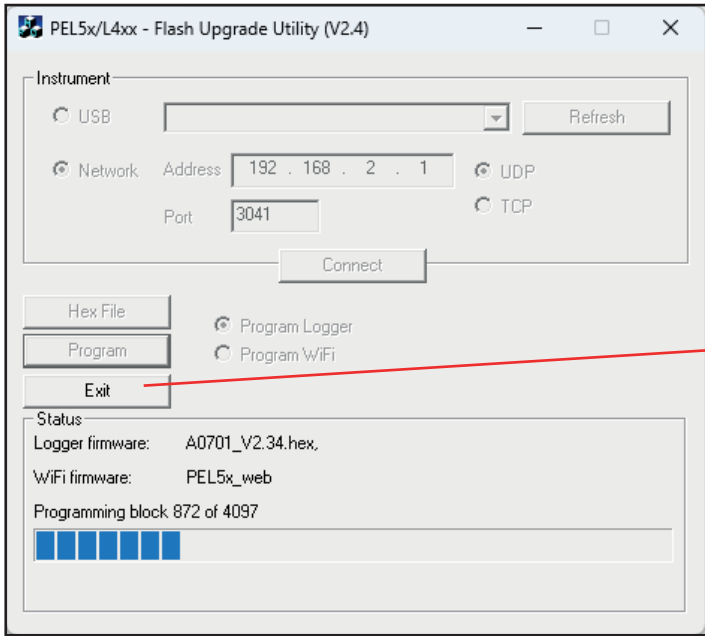 PEL5x/L4xx - Flash Upgrade Utility (V2.4)
Instrument
USB
Refresh
Network Address 192 . 168 . 2 . 1 UDP
Port 3041 TCP
Connect
Hex File
Program Logger
Program
Program WiFi
Exit
Status
Logger firmware: A0701_V2.34.hex,
WiFi firmware: PEL5x_web
Programming block 872 of 4097